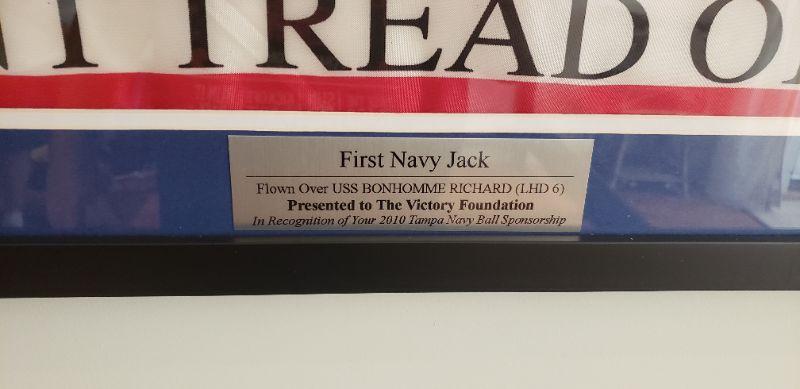 TREAD O
First Navy Jack
Flown Over USS BONHOMME RICHARD (LHD 6)
Presented to The Victory Foundation
In Recognition of Your 2010 Tampa Navy Ball Sponsorship